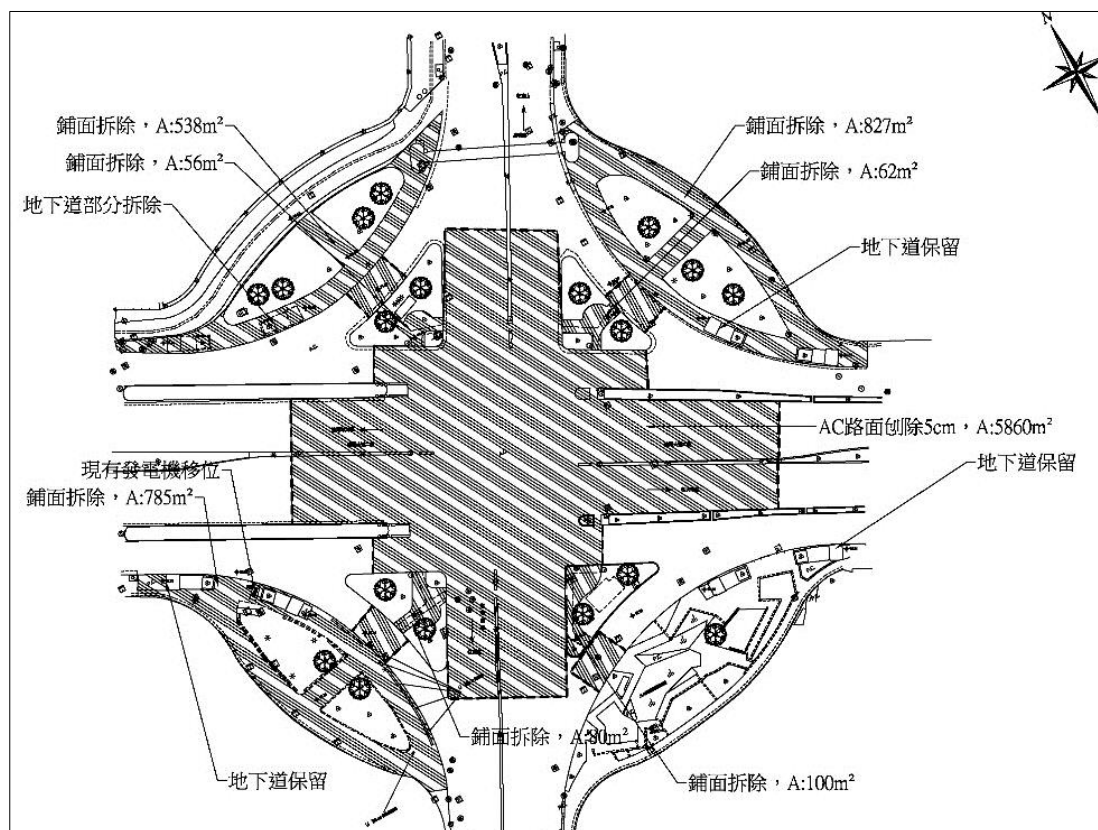 N
鋪面拆除，A:538m²
鋪面拆除，A:56m²
地下道部分拆除
鋪面拆除，A:827m²
鋪面拆除，A:62m²
地下道保留
AC路面刨除5cm，A:5860m²
地下道保留
現有發電機移位
鋪面拆除，A:785m²
鋪面拆除，A:80m²
地下道保留
鋪面拆除，A:100m²